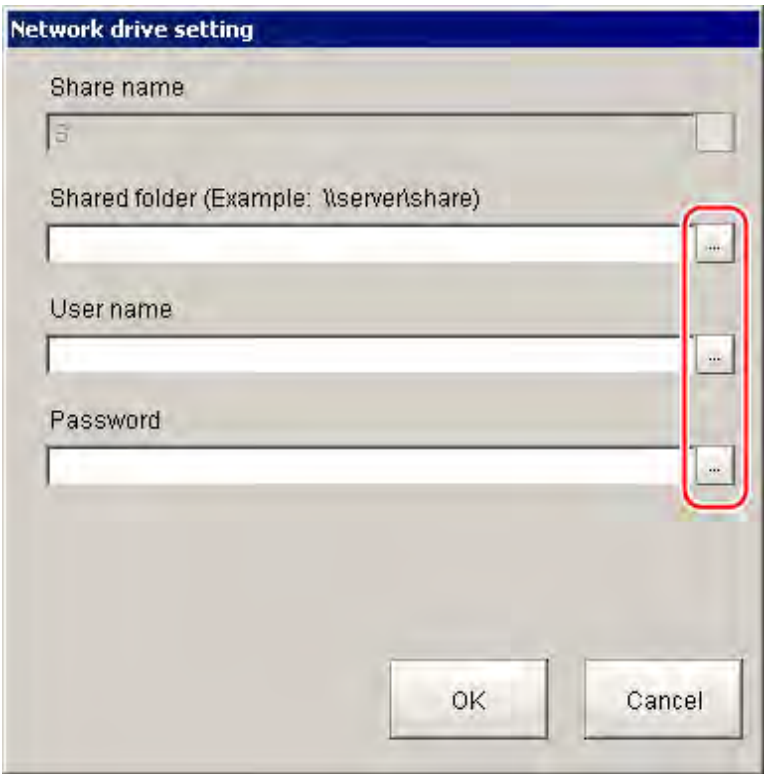 Network drive setting
Share name
S
Shared folder (Example: \\server\share)
...
User name
...
Password
...
OK Cancel